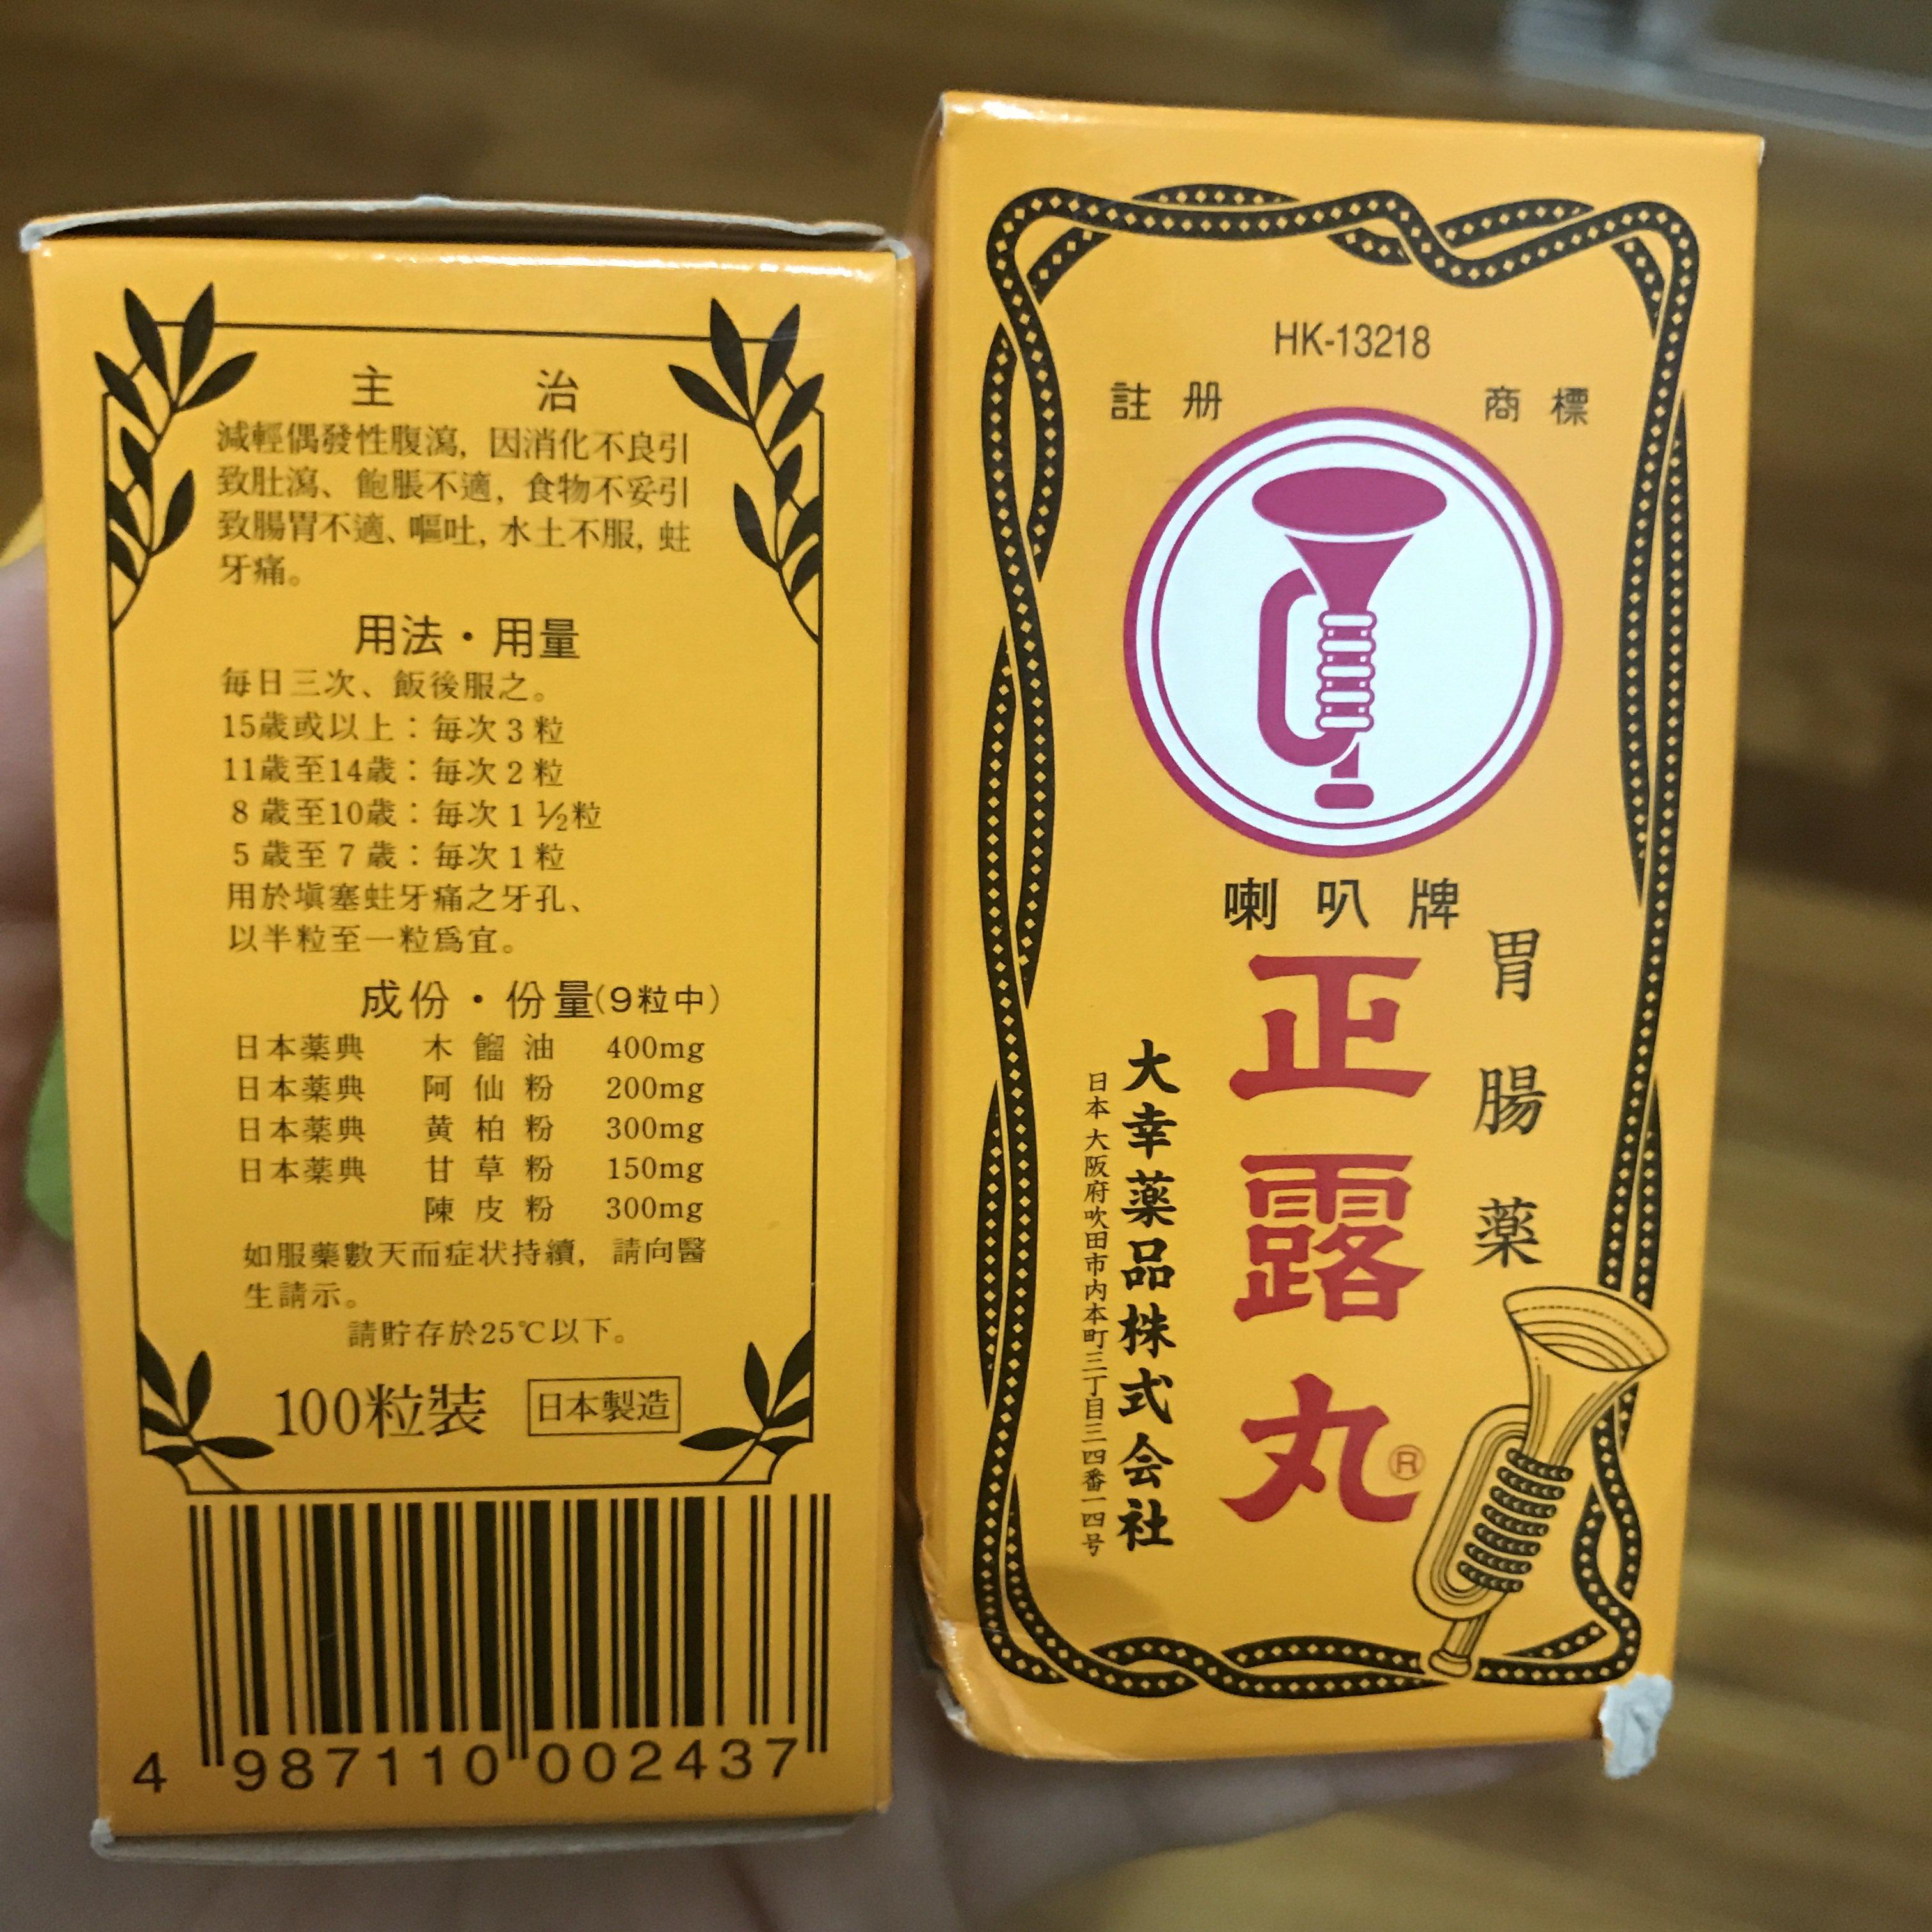 主 治
減輕偶發性腹瀉, 因消化不良引
致肚瀉、飽脹不適, 食物不妥引
致腸胃不適、嘔吐, 水土不服, 蛀
牙痛。
用法・用量
每日三次、飯後服之。
15歲或以上：每次3粒
11歲至14歲：每次2粒
8歲至10歲：每次1½粒
5歲至7歲：每次1粒
用於塡塞蛀牙痛之牙孔、
以半粒至一粒爲宜。
成份・份量(9粒中)
日本薬典 木餾油 400mg
日本薬典 阿仙粉 200mg
日本薬典 黄柏粉 300mg
日本薬典 甘草粉 150mg
陳皮粉 300mg
如服藥數天而症状持續, 請向醫
生請示。
請貯存於25℃以下。
100粒裝 日本製造
4 987110 002437
HK-13218
註册 商標
喇叭牌
胃腸薬
正露丸®
大幸薬品株式会社
日本 大阪府吹田市内本町三丁目三四番一四号